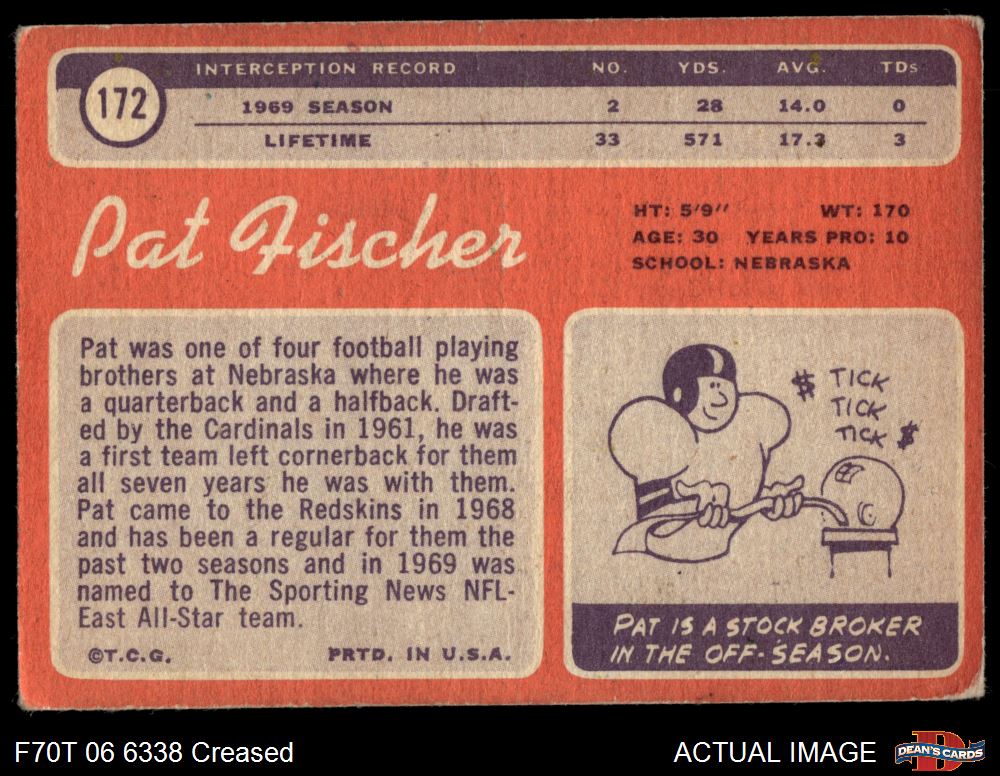 172
INTERCEPTION RECORD NO. YDS. AVG. TDs
1969 SEASON 2 28 14.0 0
LIFETIME 33 571 17.3 3
Pat Fischer
HT: 5'9'' WT: 170
AGE: 30 YEARS PRO: 10
SCHOOL: NEBRASKA
Pat was one of four football playing
brothers at Nebraska where he was
a quarterback and a halfback. Draft-
ed by the Cardinals in 1961, he was
a first team left cornerback for them
all seven years he was with them.
Pat came to the Redskins in 1968
and has been a regular for them the
past two seasons and in 1969 was
named to The Sporting News NFL-
East All-Star team.
©T.C.G. PRTD. IN U.S.A.
$ TICK
TICK
TICK $
PAT IS A STOCK BROKER
IN THE OFF-SEASON.
F70T 06 6338 Creased
ACTUAL IMAGE
D
DEAN'S CARDS